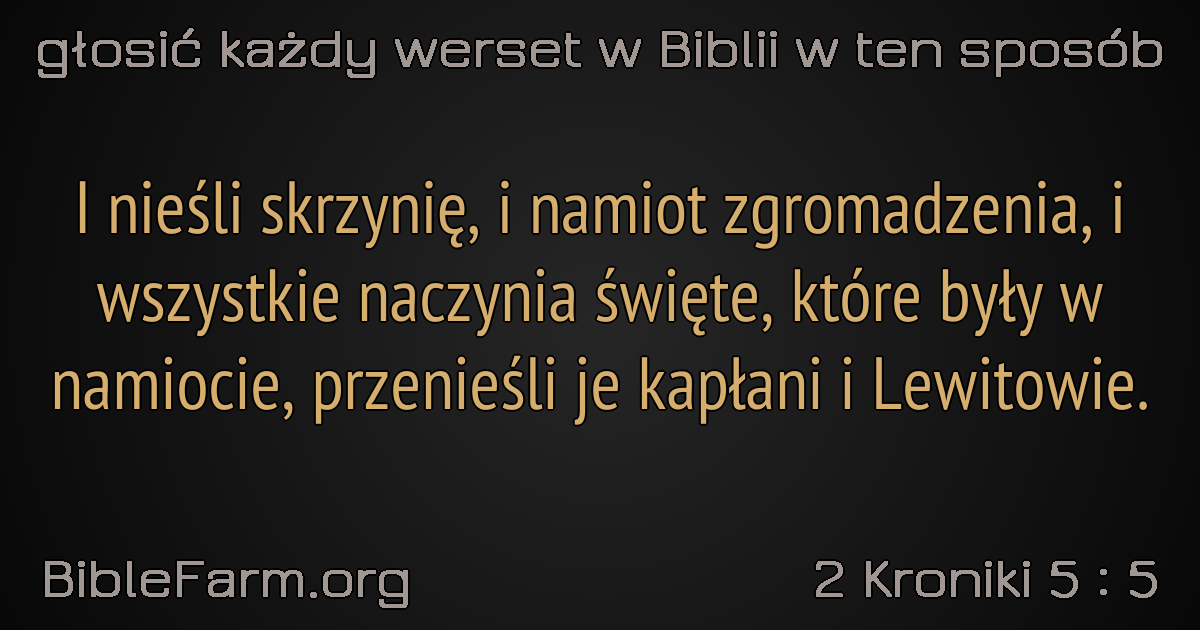 głosić każdy werset w Biblii w ten sposób
I nieśli skrzynię, i namiot zgromadzenia, i
wszystkie naczynia święte, które były w
namiocie, przenieśli je kapłani i Lewitowie.
BibleFarm.org
2 Kroniki 5 : 5